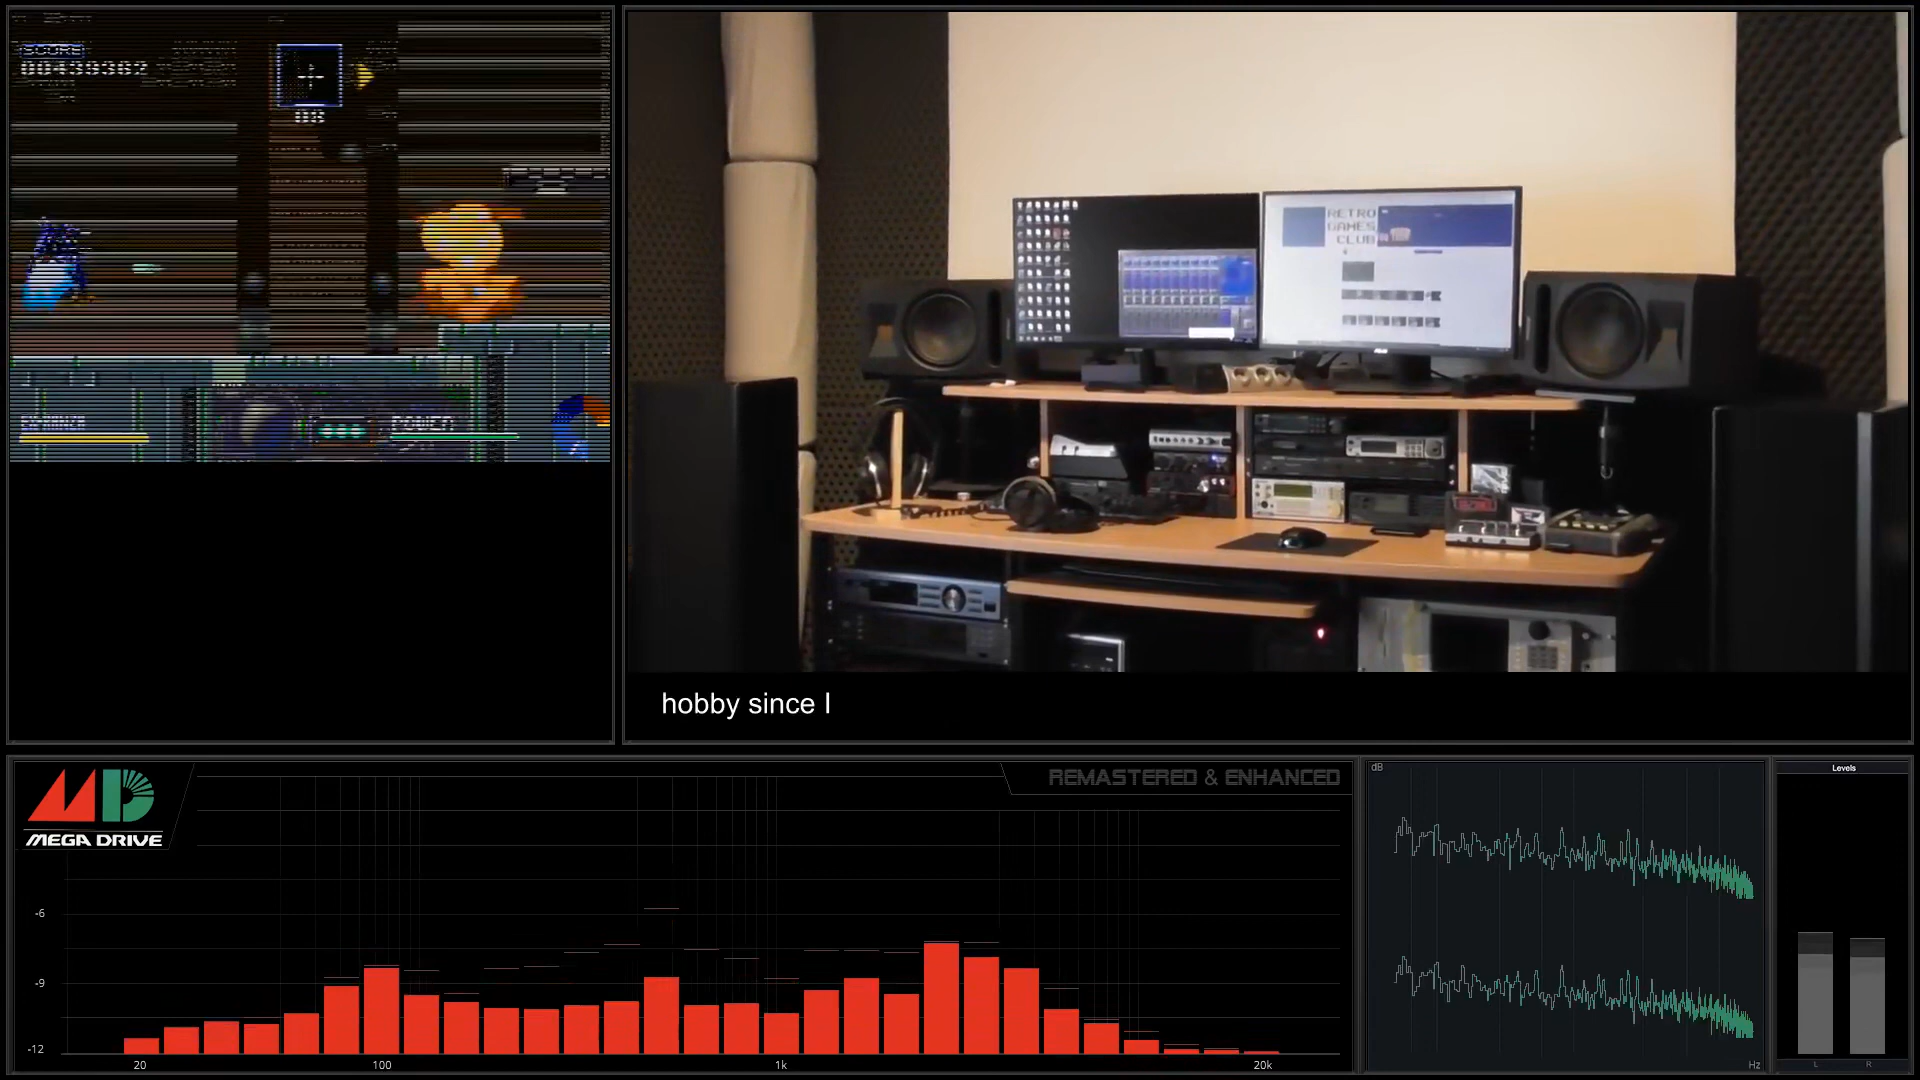 SCORE
00439362
POWER
RETRO
GAMES
CLUB
hobby since I
MD
MEGA DRIVE
REMASTERED & ENHANCED
-6
-9
-12
20
100
1k
20k
dB
Hz
Levels
L
R